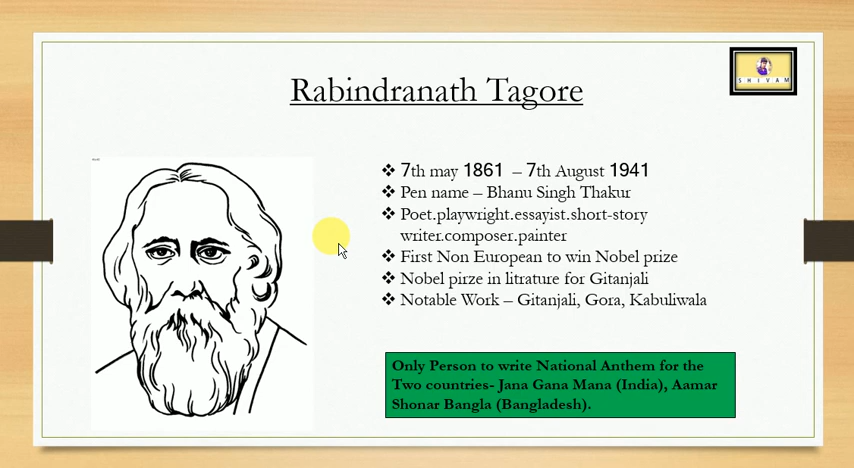 Rabindranath Tagore
SHIVAM
❖ 7th may 1861 – 7th August 1941
❖ Pen name – Bhanu Singh Thakur
❖ Poet.playwright.essayist.short-story
writer.composer.painter
❖ First Non European to win Nobel prize
❖ Nobel pirze in litrature for Gitanjali
❖ Notable Work – Gitanjali, Gora, Kabuliwala
Only Person to write National Anthem for the
Two countries- Jana Gana Mana (India), Aamar
Shonar Bangla (Bangladesh).